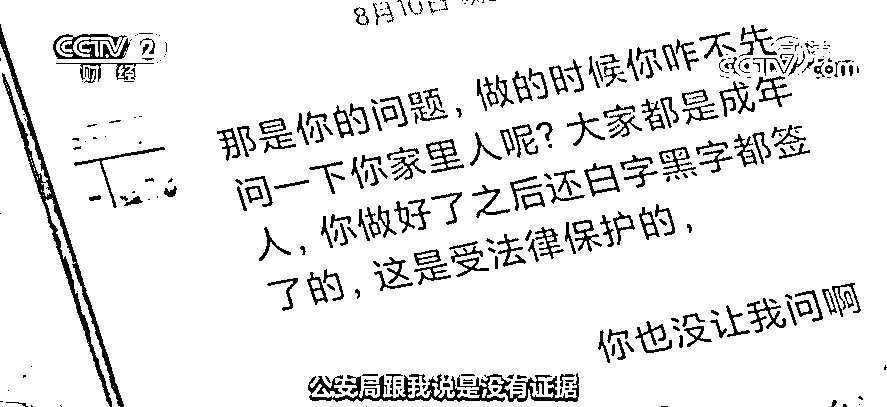 8月10日
CCTV 2
财经
CCTV.com
那是你的问题，做的时候你咋不先
问一下你家里人呢？大家都是成年
人，你做好了之后还白字黑字都签
了的，这是受法律保护的，
你也没让我问啊
公安局跟我说是没有证据